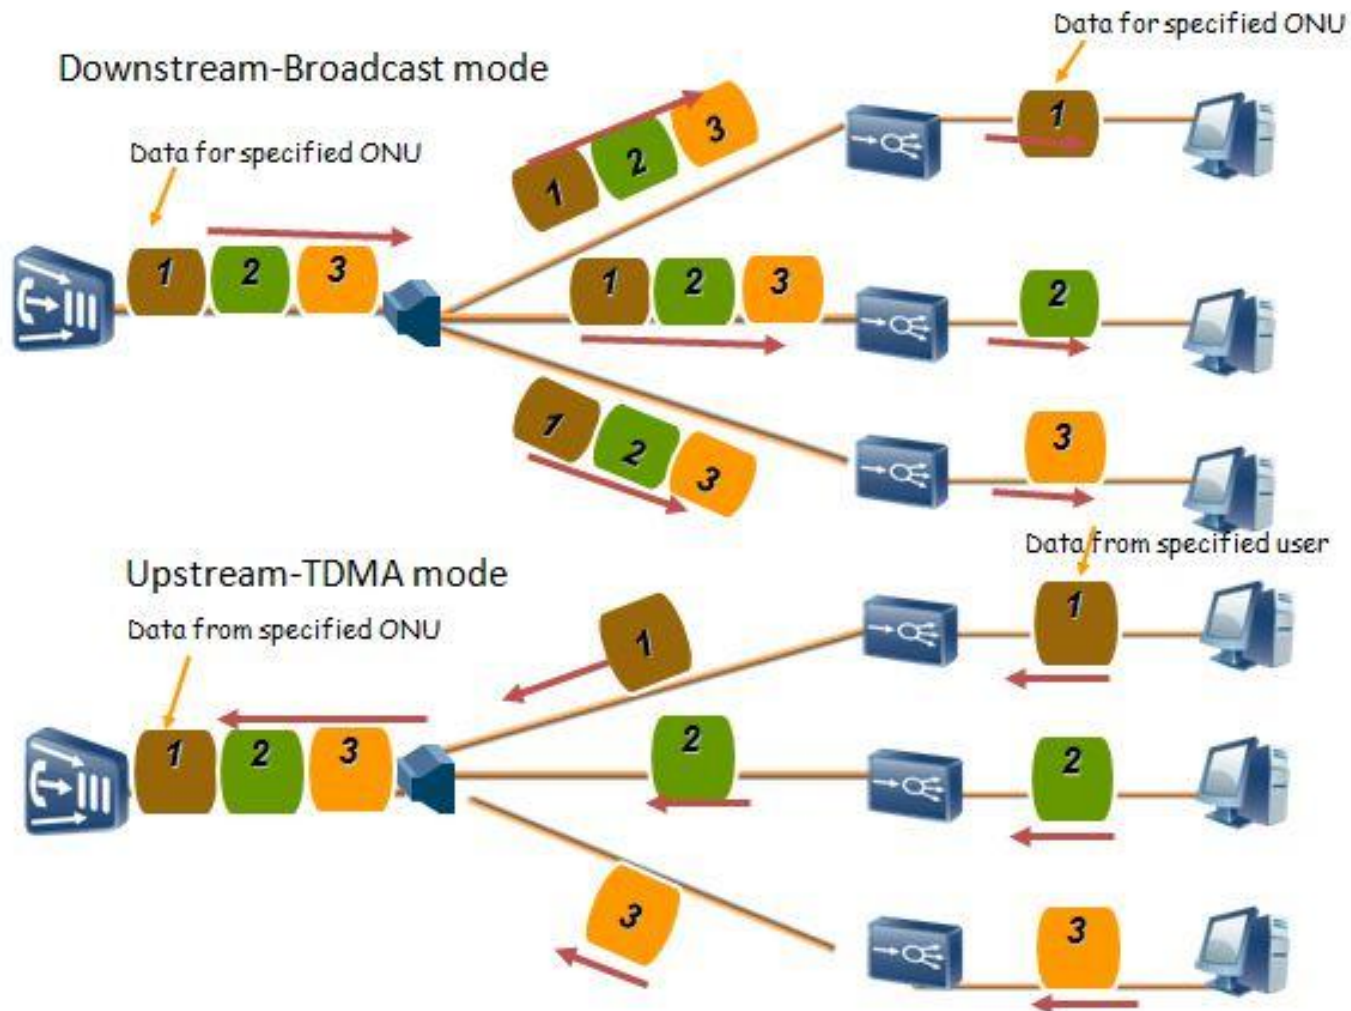 Data for specified ONU
Downstream-Broadcast mode
Data for specified ONU
1 2 3
1 2 3
1
1 2 3
2
1 2 3
3
Data from specified user
Upstream-TDMA mode
Data from specified ONU
1
1
1 2 3
2
2
3
3